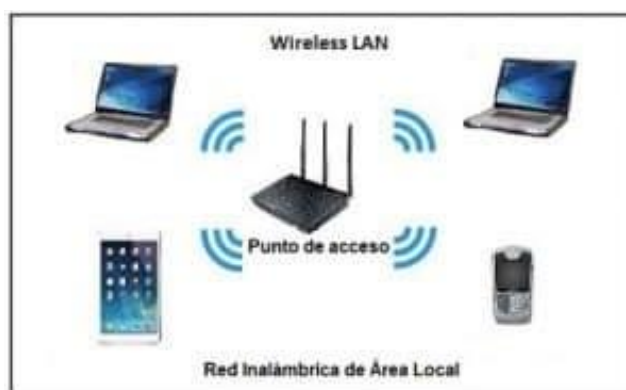 Wireless LAN
Punto de acceso
Red Inalámbrica de Área Local